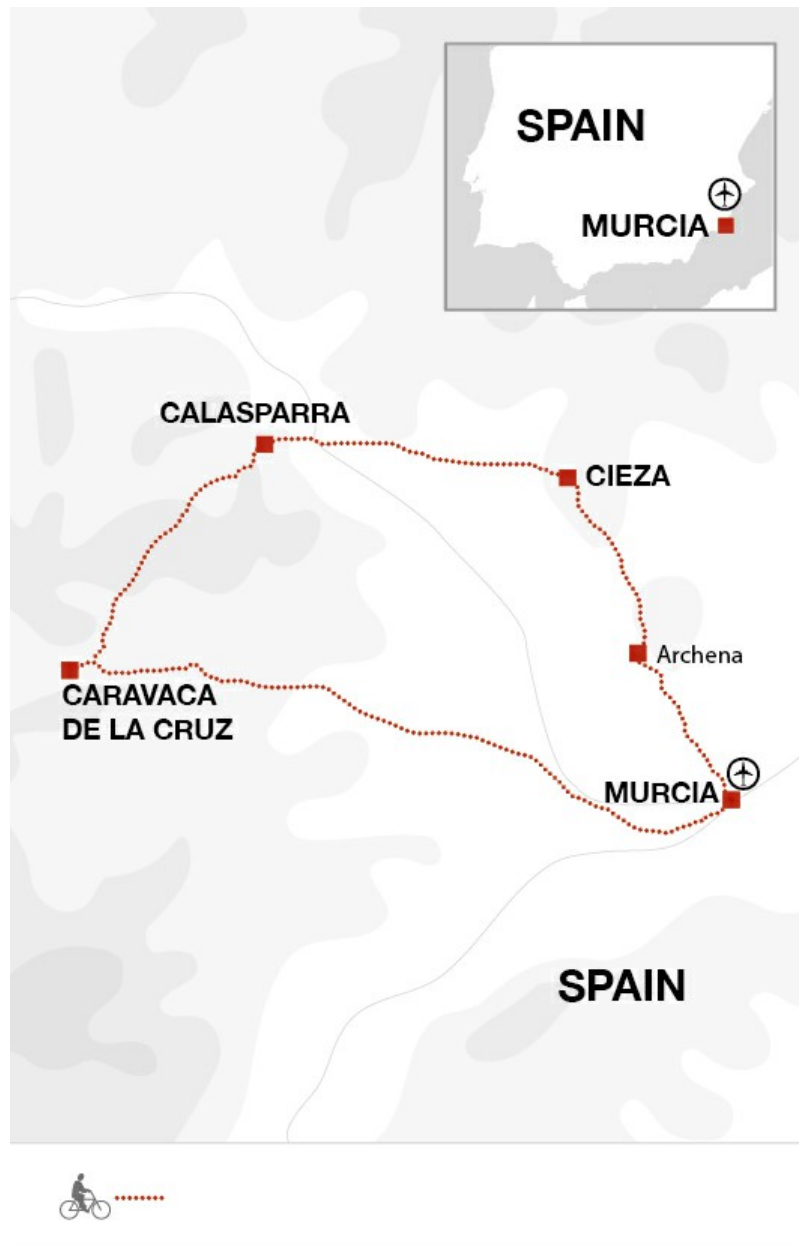 SPAIN
MURCIA
CALASPARRA
CIEZA
Archena
CARAVACA
DE LA CRUZ
MURCIA
SPAIN